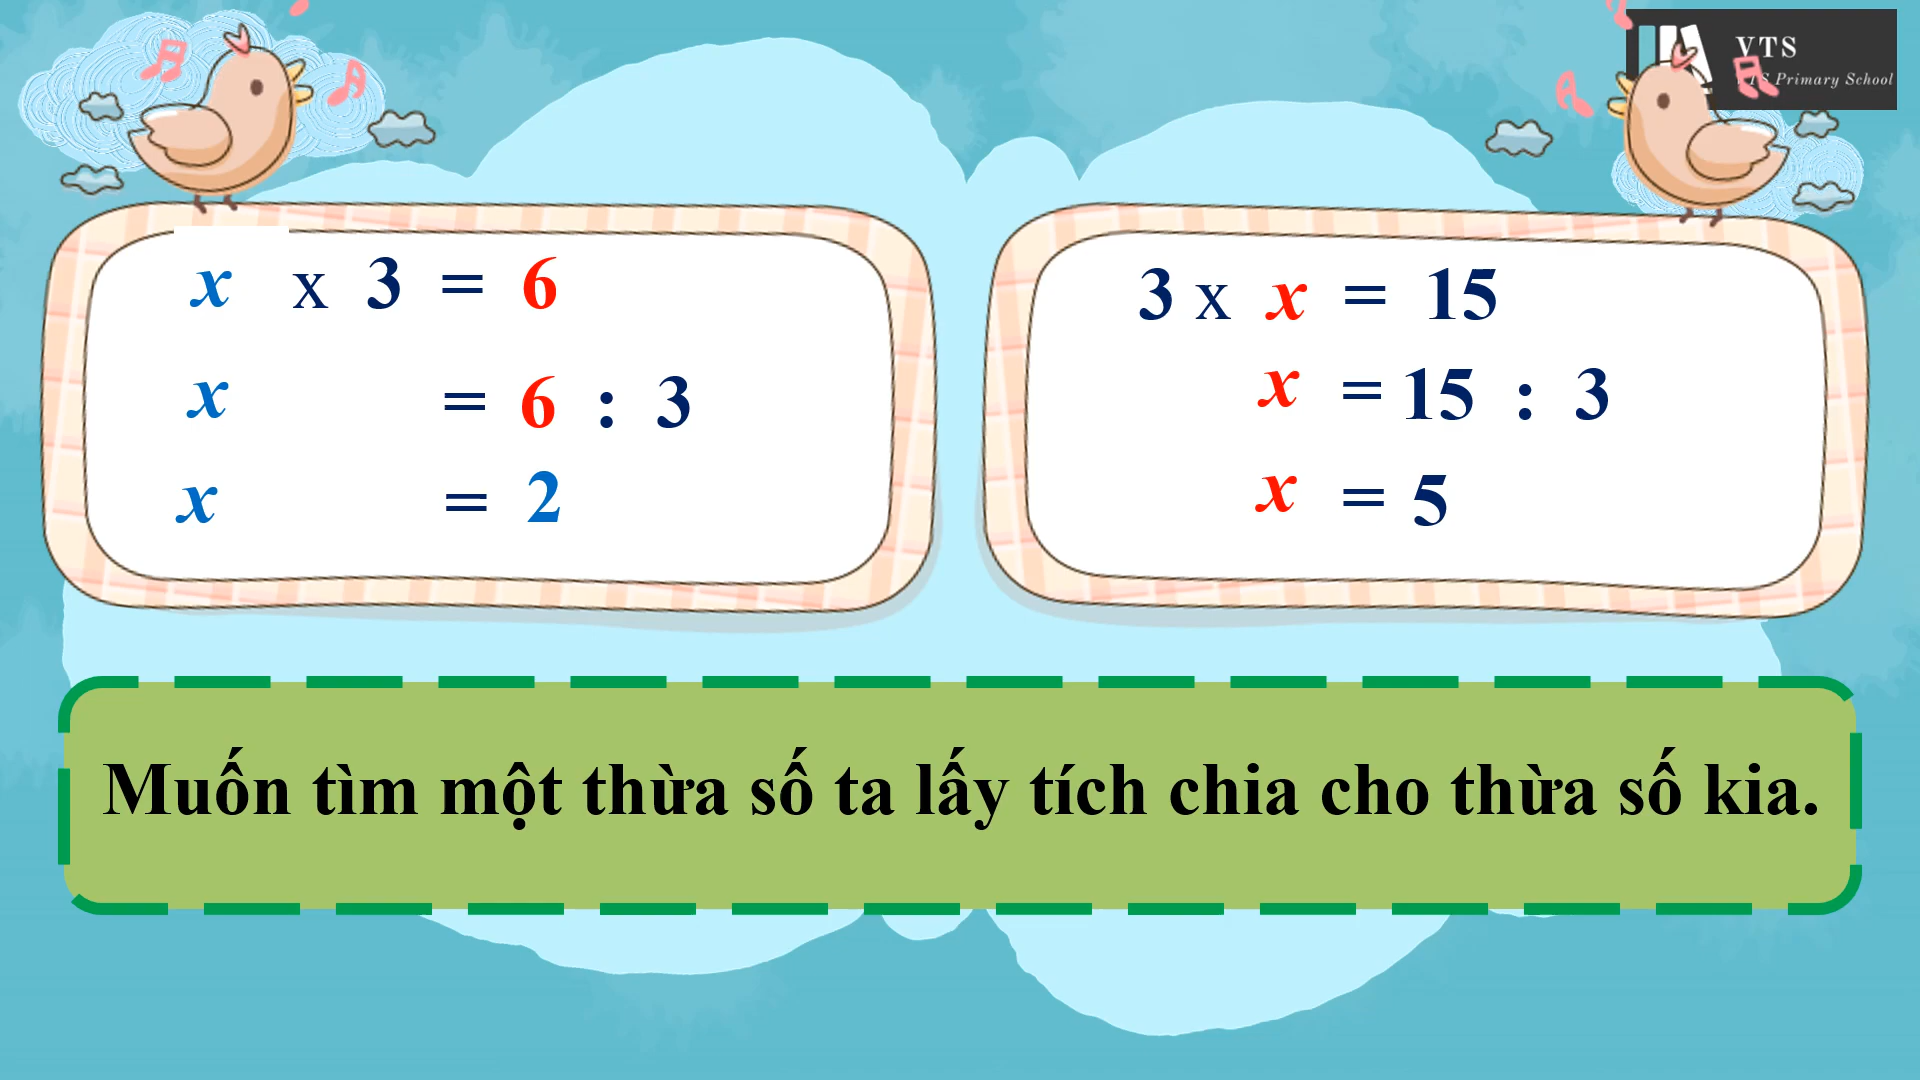 VTS
VTS Primary School
x x 3 = 6
x = 6 : 3
x = 2
3 x x = 15
x = 15 : 3
x = 5
Muốn tìm một thừa số ta lấy tích chia cho thừa số kia.